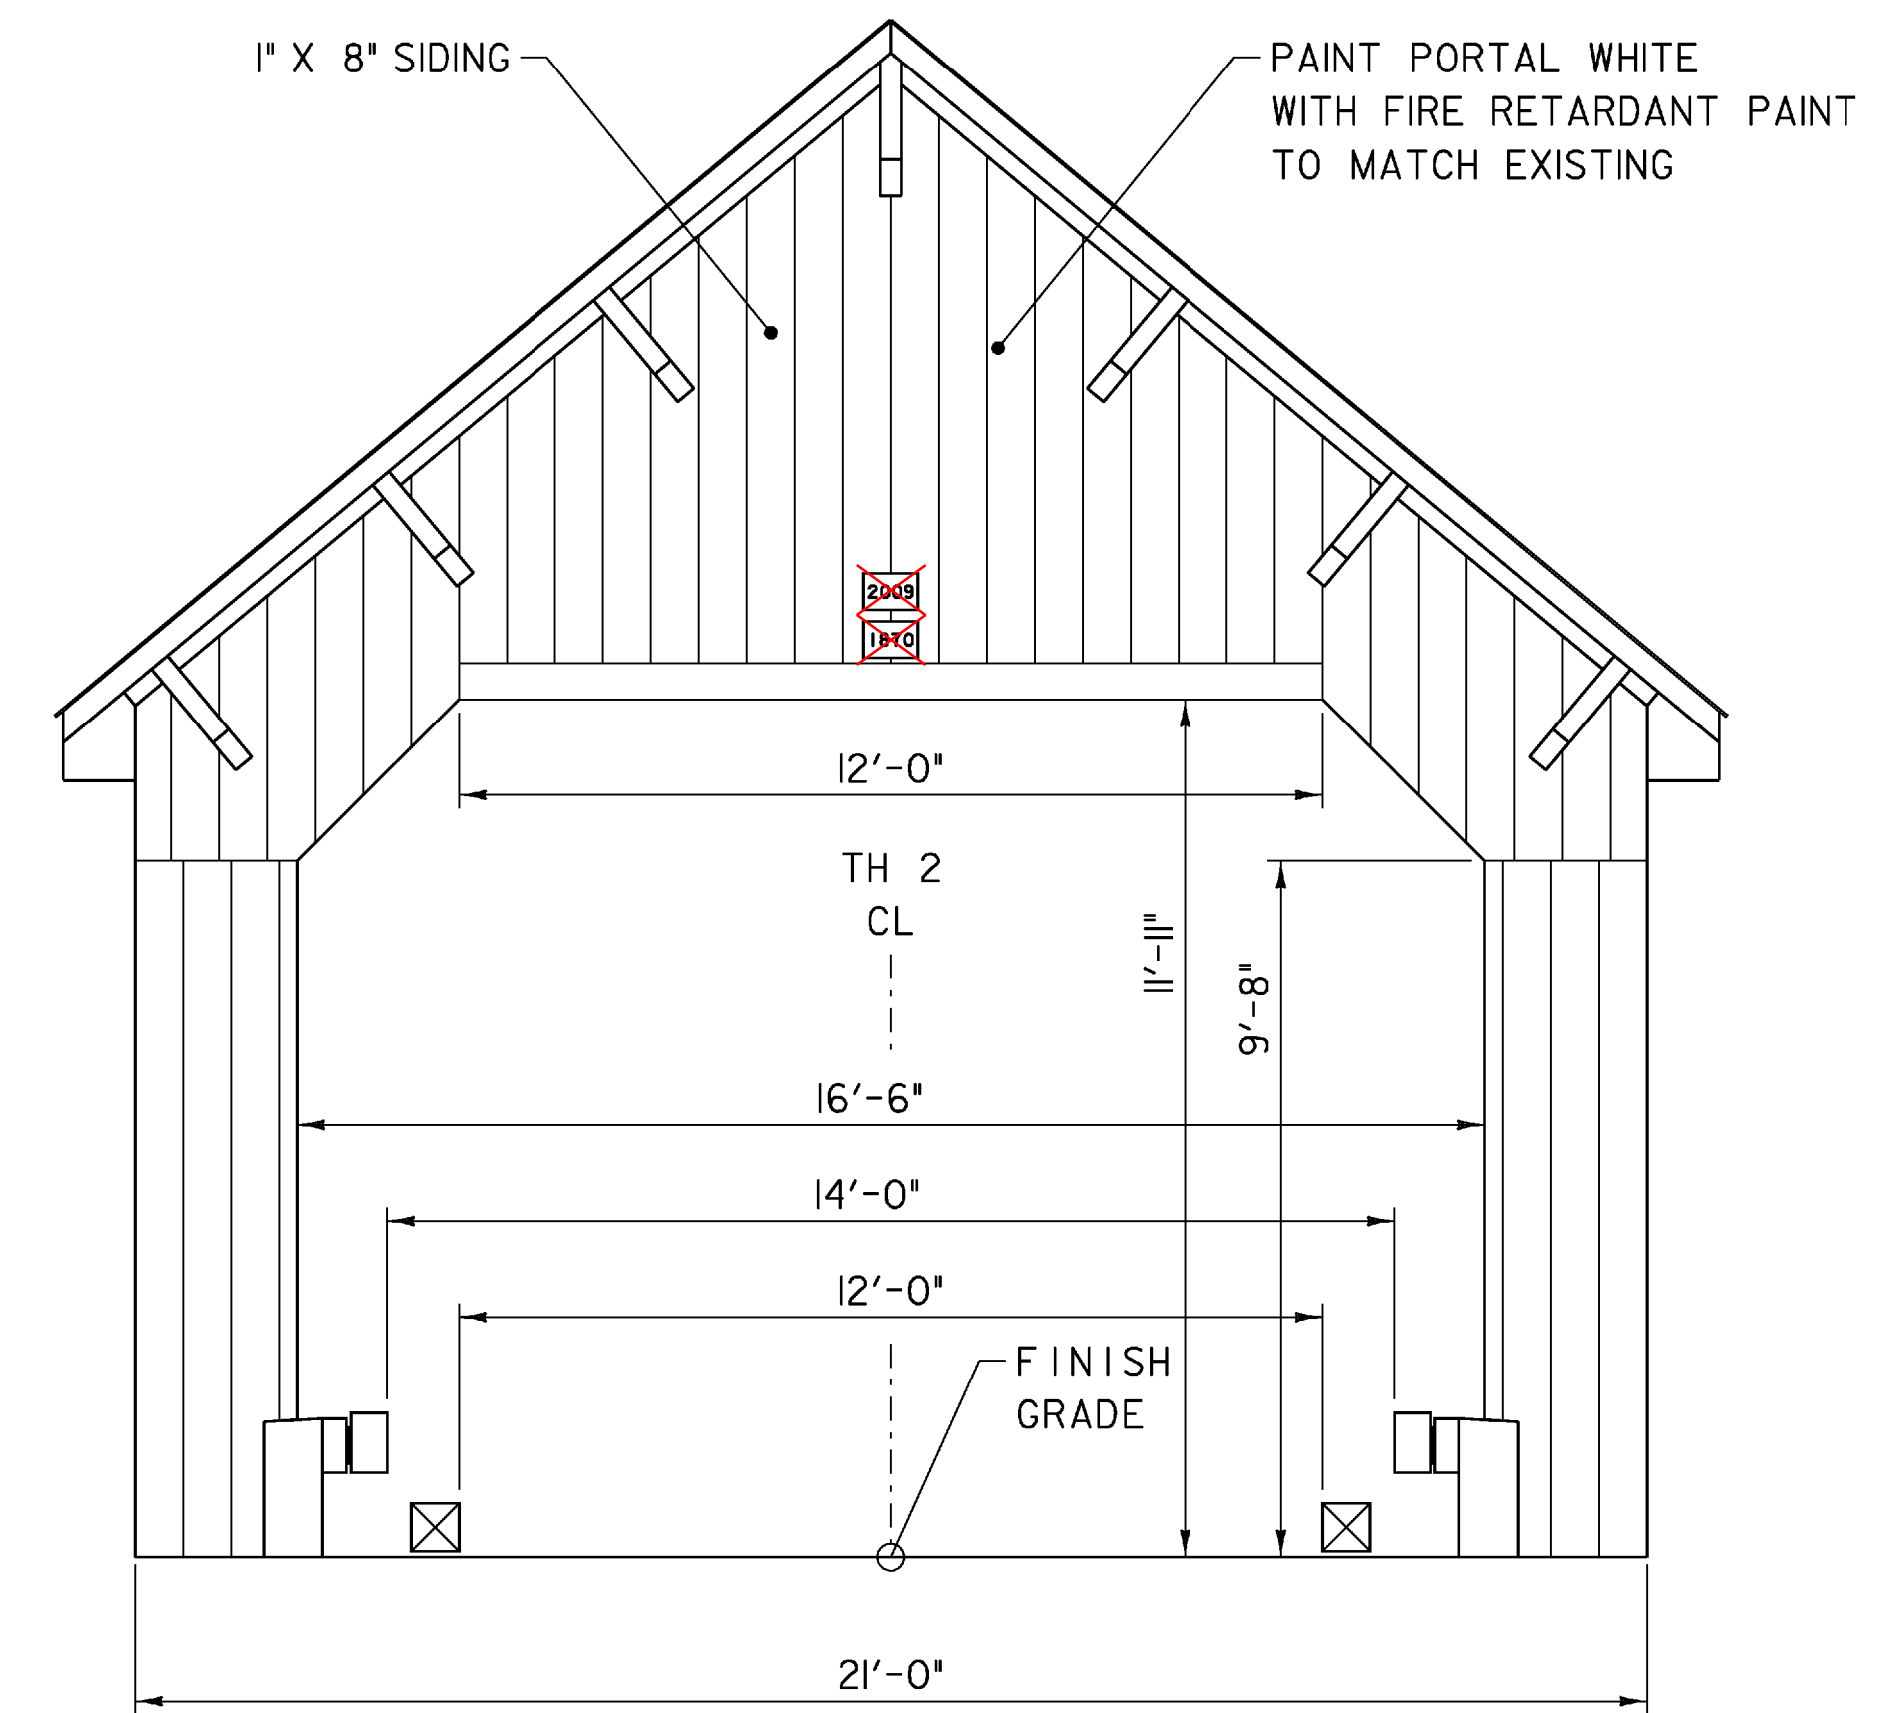 1" X 8" SIDING
PAINT PORTAL WHITE
WITH FIRE RETARDANT PAINT
TO MATCH EXISTING
2009
1870
12'-0"
TH 2
CL
11'-11"
9'-8"
16'-6"
14'-0"
12'-0"
FINISH
GRADE
21'-0"